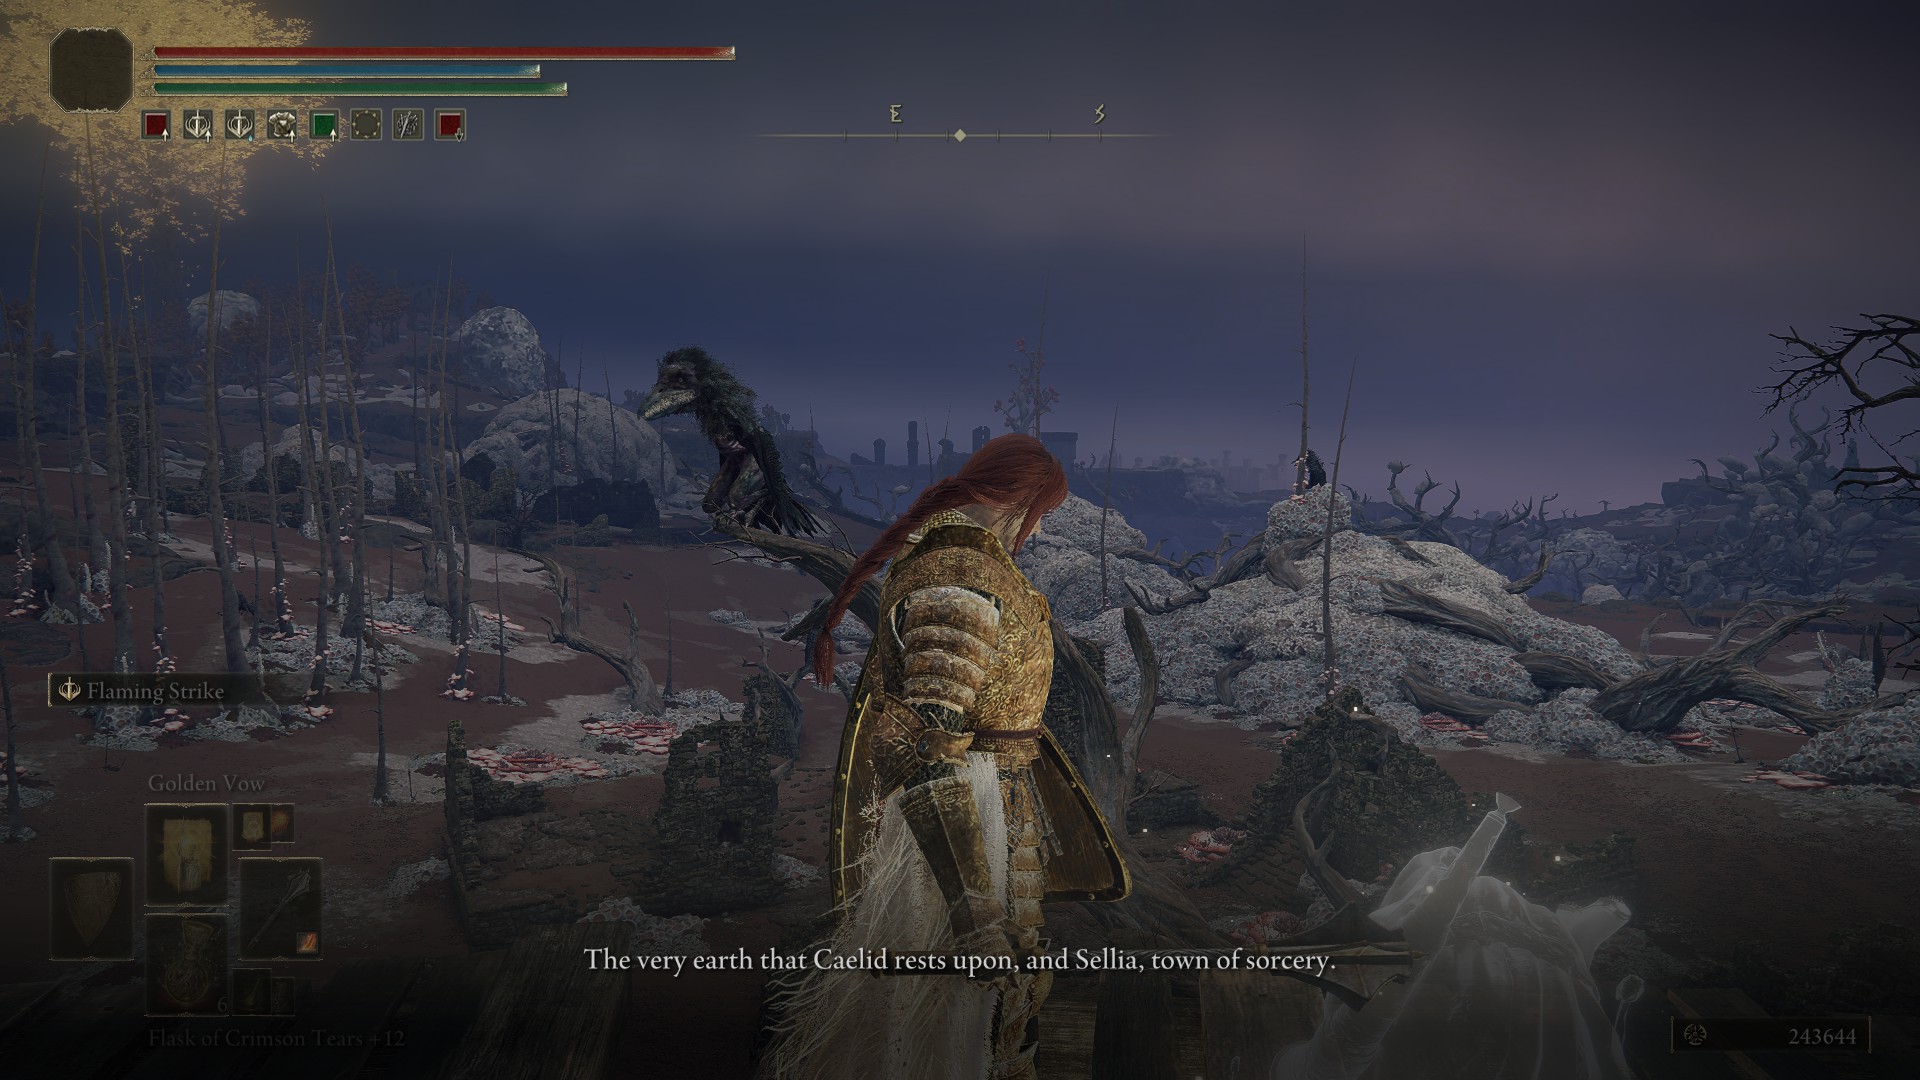 E
S
Flaming Strike
Golden Vow
6
Flask of Crimson Tears +12
The very earth that Caelid rests upon, and Sellia, town of sorcery.
243644